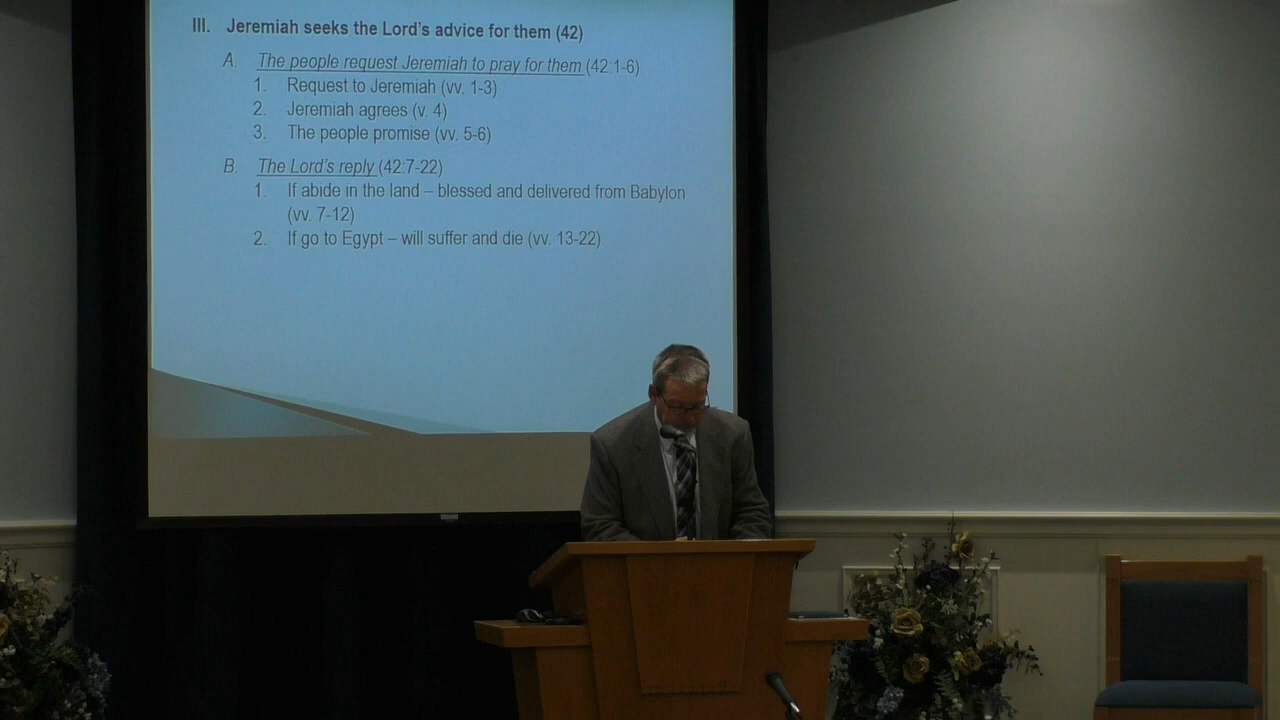 III. Jeremiah seeks the Lord's advice for them (42)
A. The people request Jeremiah to pray for them (42:1-6)
1. Request to Jeremiah (vv. 1-3)
2. Jeremiah agrees (v. 4)
3. The people promise (vv. 5-6)
B. The Lord's reply (42:7-22)
1. If abide in the land – blessed and delivered from Babylon
(vv. 7-12)
2. If go to Egypt – will suffer and die (vv. 13-22)